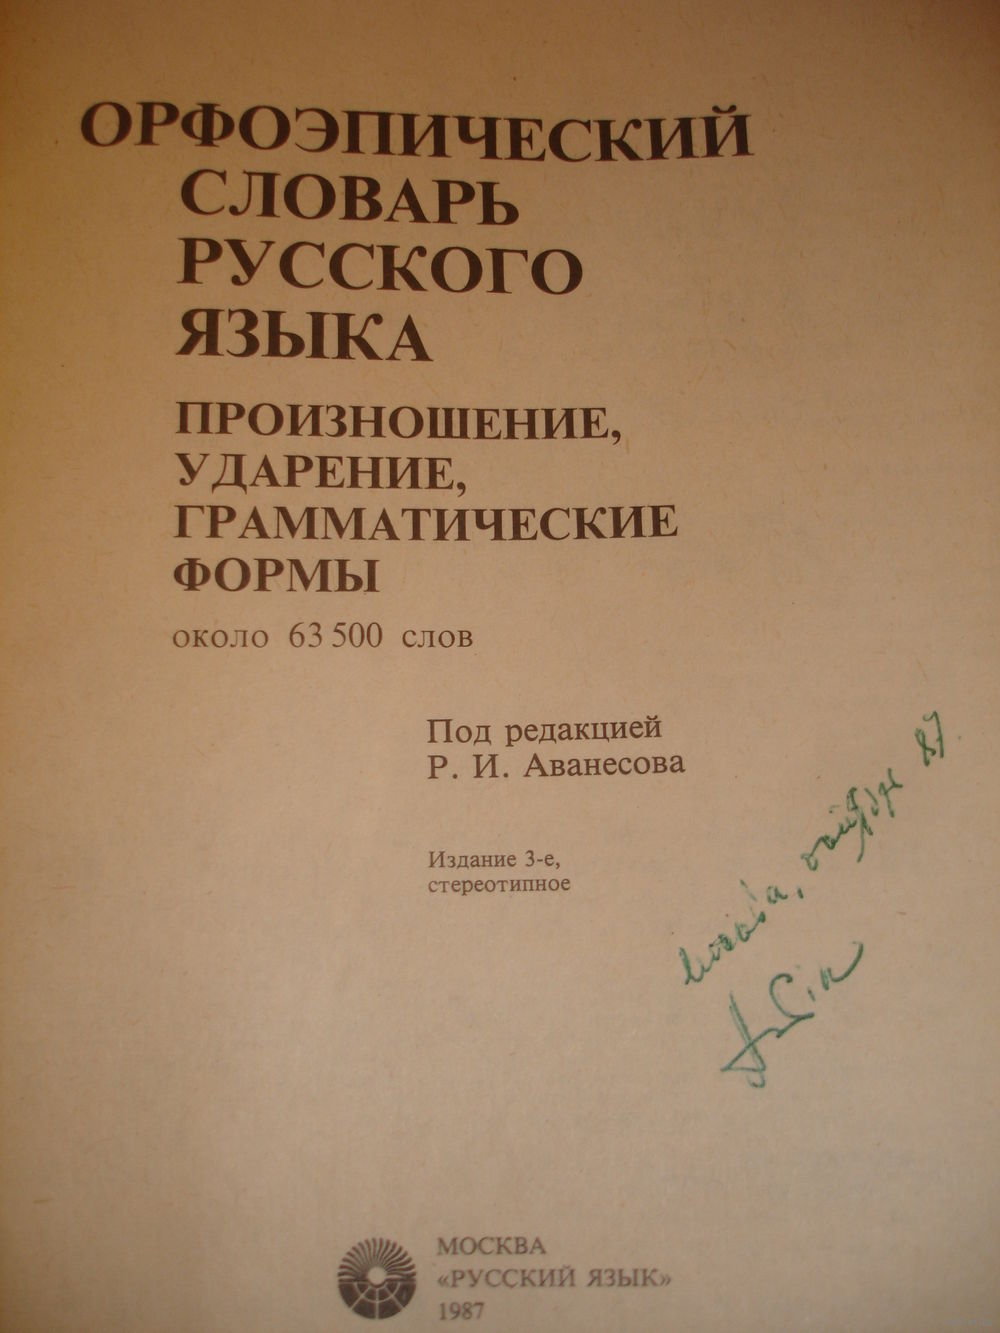 ОРФОЭПИЧЕСКИЙ
СЛОВАРЬ
РУССКОГО
ЯЗЫКА
ПРОИЗНОШЕНИЕ,
УДАРЕНИЕ,
ГРАММАТИЧЕСКИЕ
ФОРМЫ
около 63 500 слов
Под редакцией
Р. И. Аванесова
Издание 3-е,
стереотипное
87
МОСКВА
«РУССКИЙ ЯЗЫК»
1987